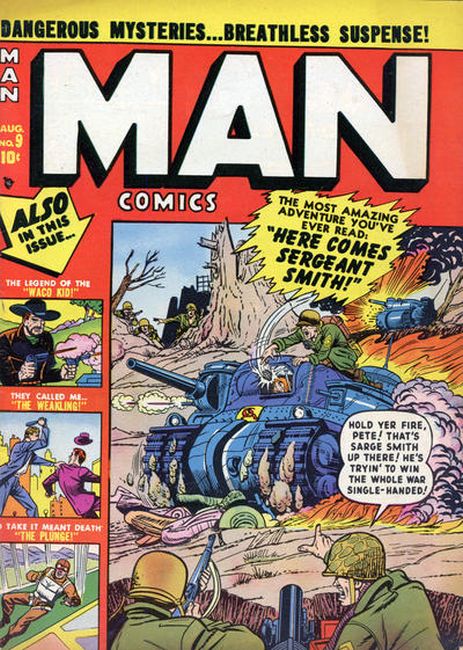 DANGEROUS MYSTERIES...BREATHLESS SUSPENSE!
MAN
AUG.
NO. 9
10¢
MAN
COMICS
ALSO
IN THIS
ISSUE...
THE MOST AMAZING
ADVENTURE YOU'VE
EVER READ:
"HERE COMES
SERGEANT
SMITH!"
THE LEGEND OF THE
"WACO KID!"
THEY CALLED ME...
"THE WEAKLING!"
TAKE IT MEANT DEATH
"THE PLUNGE!"
HOLD YER FIRE,
PETE! THAT'S
SARGE SMITH
UP THERE! HE'S
TRYIN' TO WIN
THE WHOLE WAR
SINGLE-HANDED!